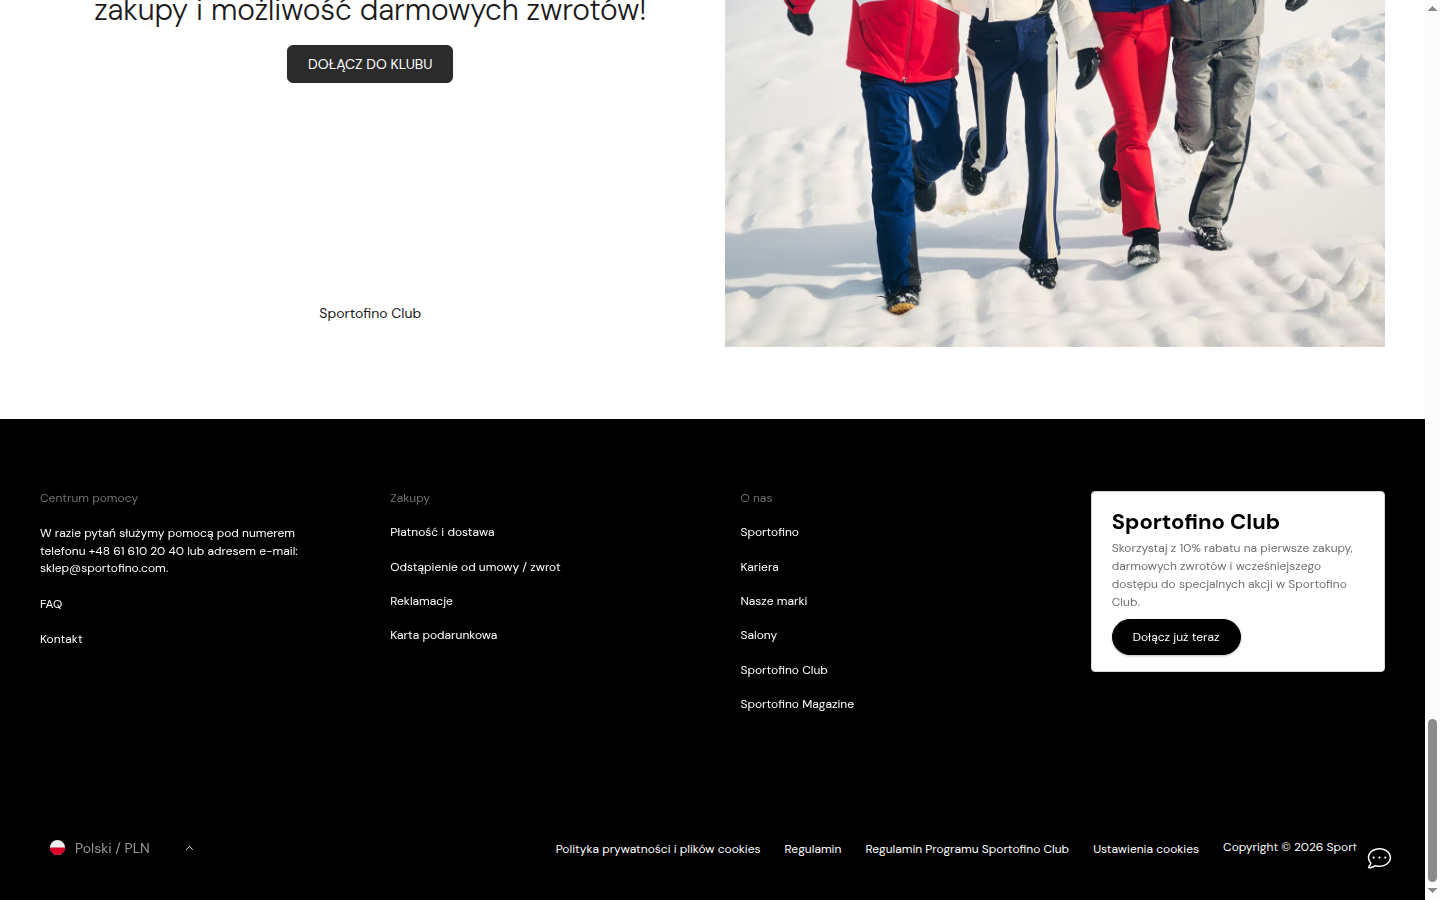 zakupy i możliwość darmowych zwrotów!
DOŁĄCZ DO KLUBU
Sportofino Club
Centrum pomocy
W razie pytań służymy pomocą pod numerem
telefonu +48 61 610 20 40 lub adresem e-mail:
sklep@sportofino.com.
FAQ
Kontakt
Zakupy
Płatność i dostawa
Odstąpienie od umowy / zwrot
Reklamacje
Karta podarunkowa
O nas
Sportofino
Kariera
Nasze marki
Salony
Sportofino Club
Sportofino Magazine
Sportofino Club
Skorzystaj z 10% rabatu na pierwsze zakupy,
darmowych zwrotów i wcześniejszego
dostępu do specjalnych akcji w Sportofino
Club.
Dołącz już teraz
Polski / PLN
Polityka prywatności i plików cookies
Regulamin
Regulamin Programu Sportofino Club
Ustawienia cookies
Copyright © 2026 Sport